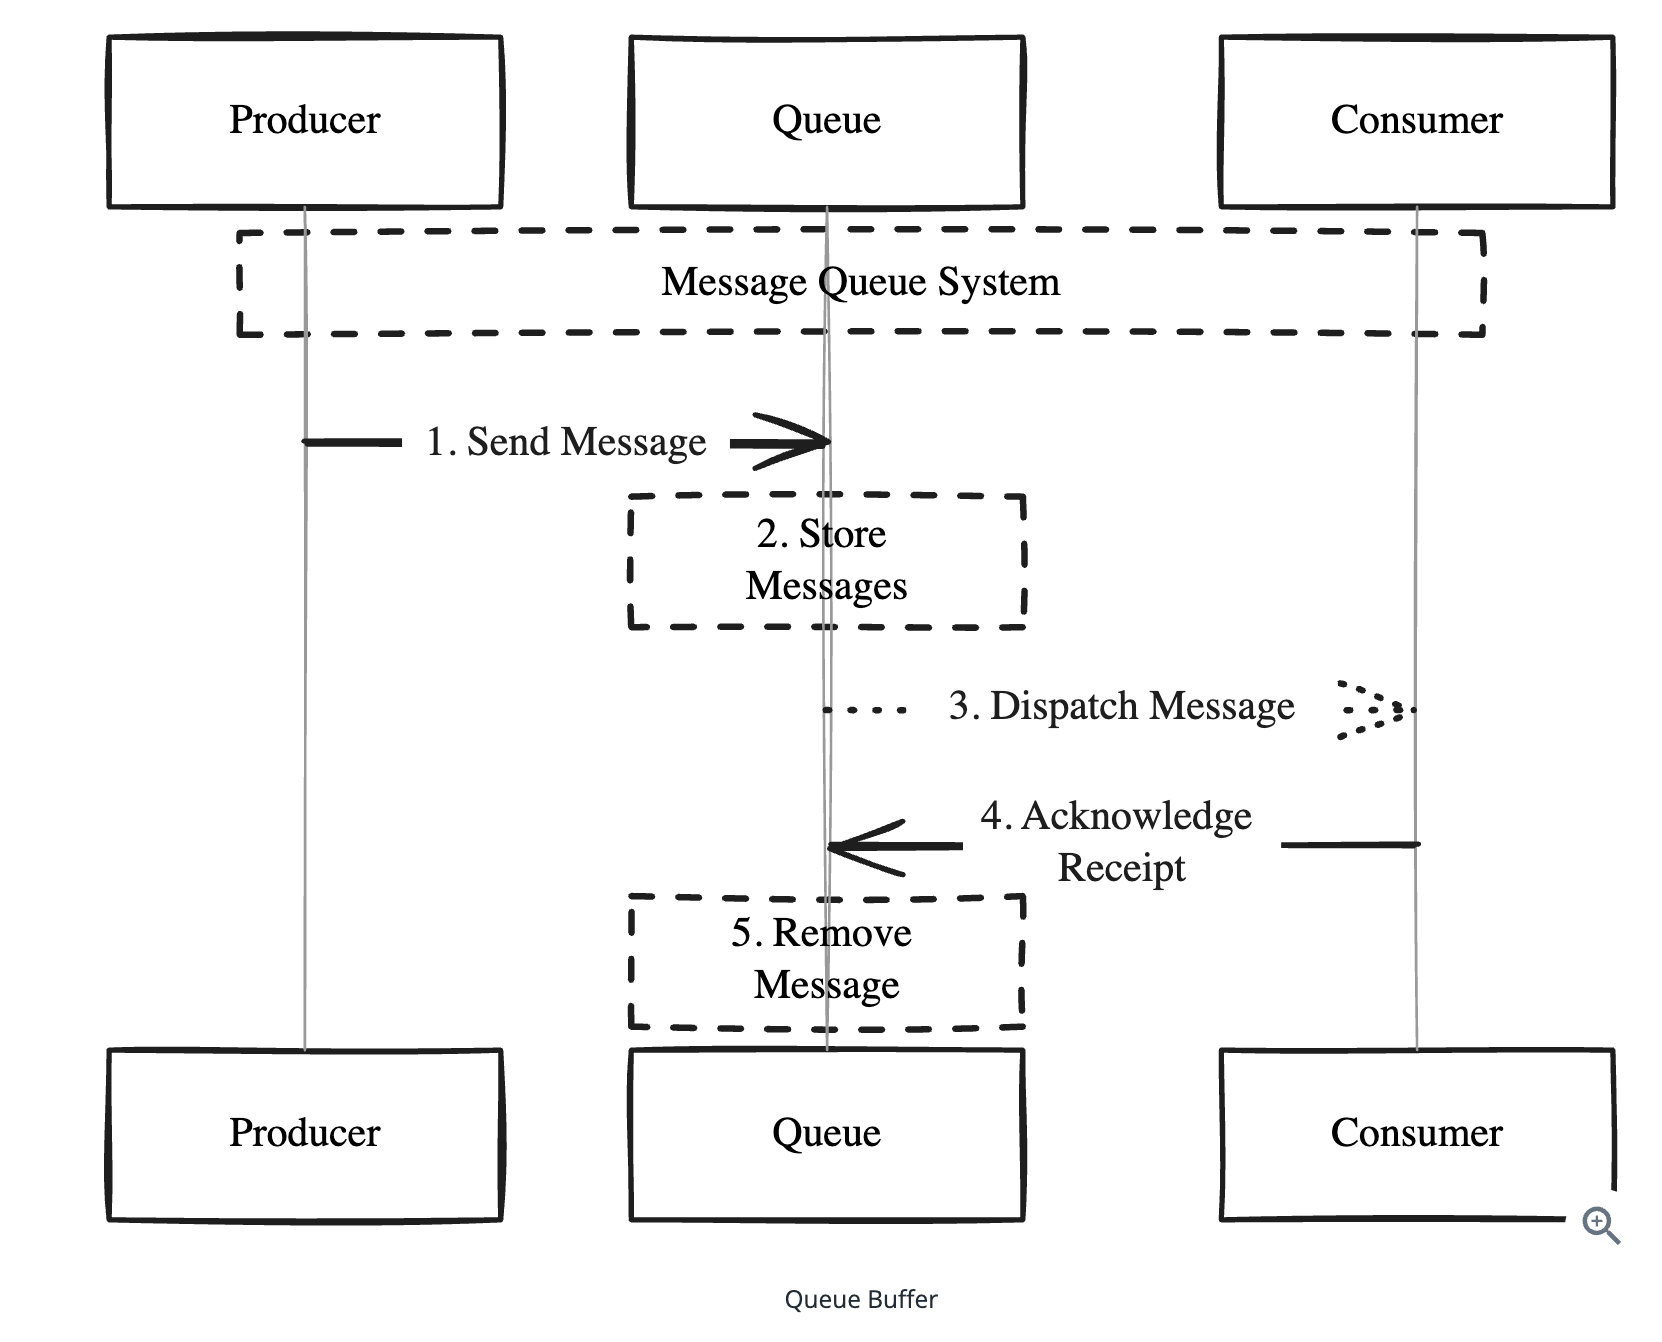 Producer
Queue
Consumer
Message Queue System
1. Send Message
2. Store
Messages
3. Dispatch Message
4. Acknowledge
Receipt
5. Remove
Message
Producer
Queue
Consumer
Queue Buffer